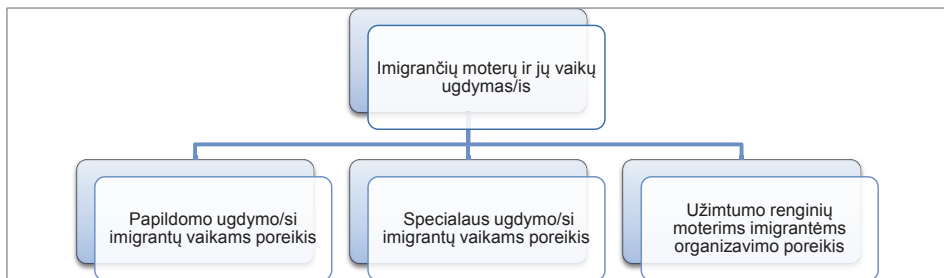 Imigrančių moterų ir jų vaikų
ugdymas/is
Papildomo ugdymo/si
imigrantų vaikams poreikis
Specialaus ugdymo/si
imigrantų vaikams poreikis
Užimtumo renginių
moterims imigrantėms
organizavimo poreikis